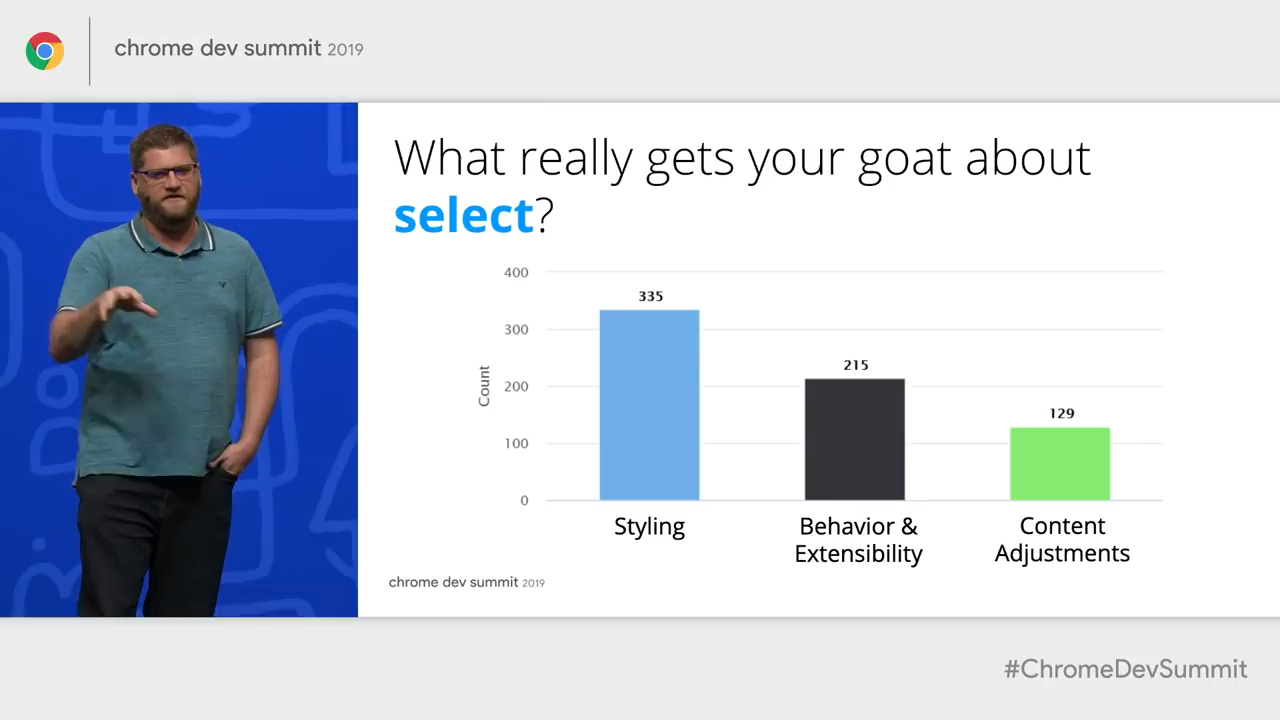 chrome dev summit 2019
What really gets your goat about
select?
400
335
300
215
Count
200
129
100
0
Styling
Behavior &
Extensibility
Content
Adjustments
chrome dev summit 2019
#ChromeDevSummit